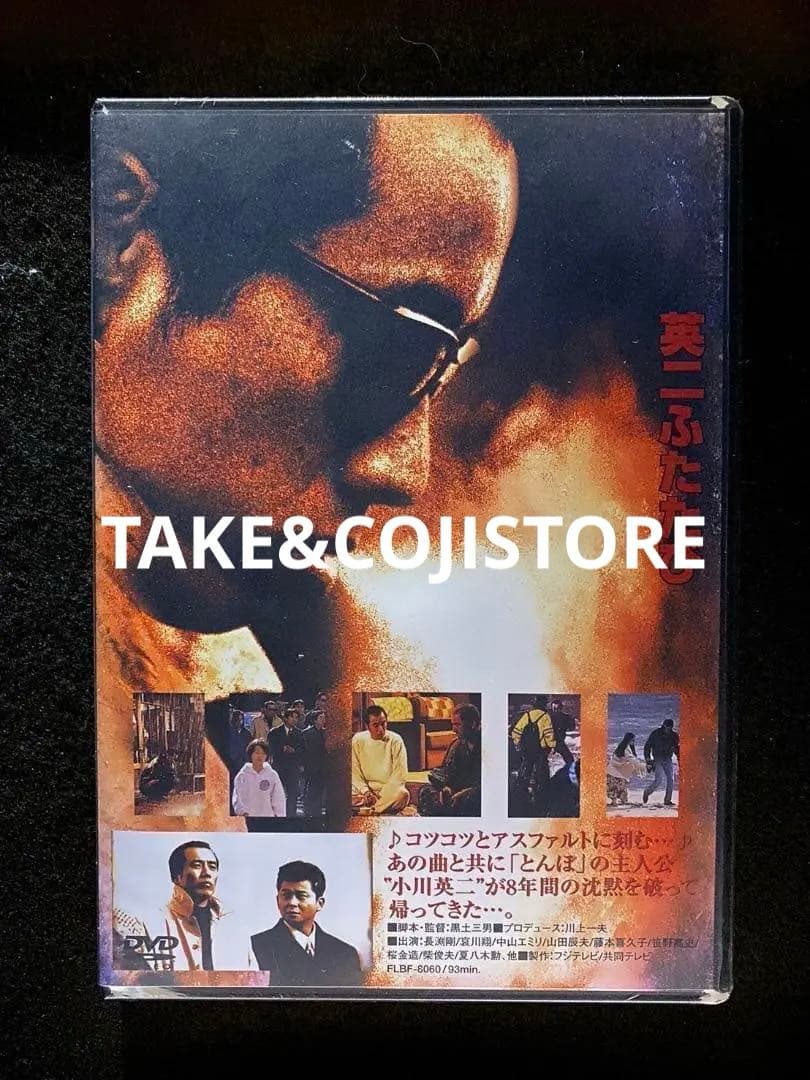 英二ふたたび
TAKE&COJISTORE
♪コツコツとアスファルトに刻む…♪
あの曲と共に「とんぼ」の主人公
"小川英二"が8年間の沈黙を破って
帰ってきた…。
■脚本・監督:黒土三男■プロデュース:川上一夫
■出演:長渕剛/哀川翔/中山エミリ/山田辰夫/藤本喜久子/笹野高史/
桜金造/柴俊夫/夏八木勲、他■製作:フジテレビ/共同テレビ
FLBF-8060/93min.
DVD